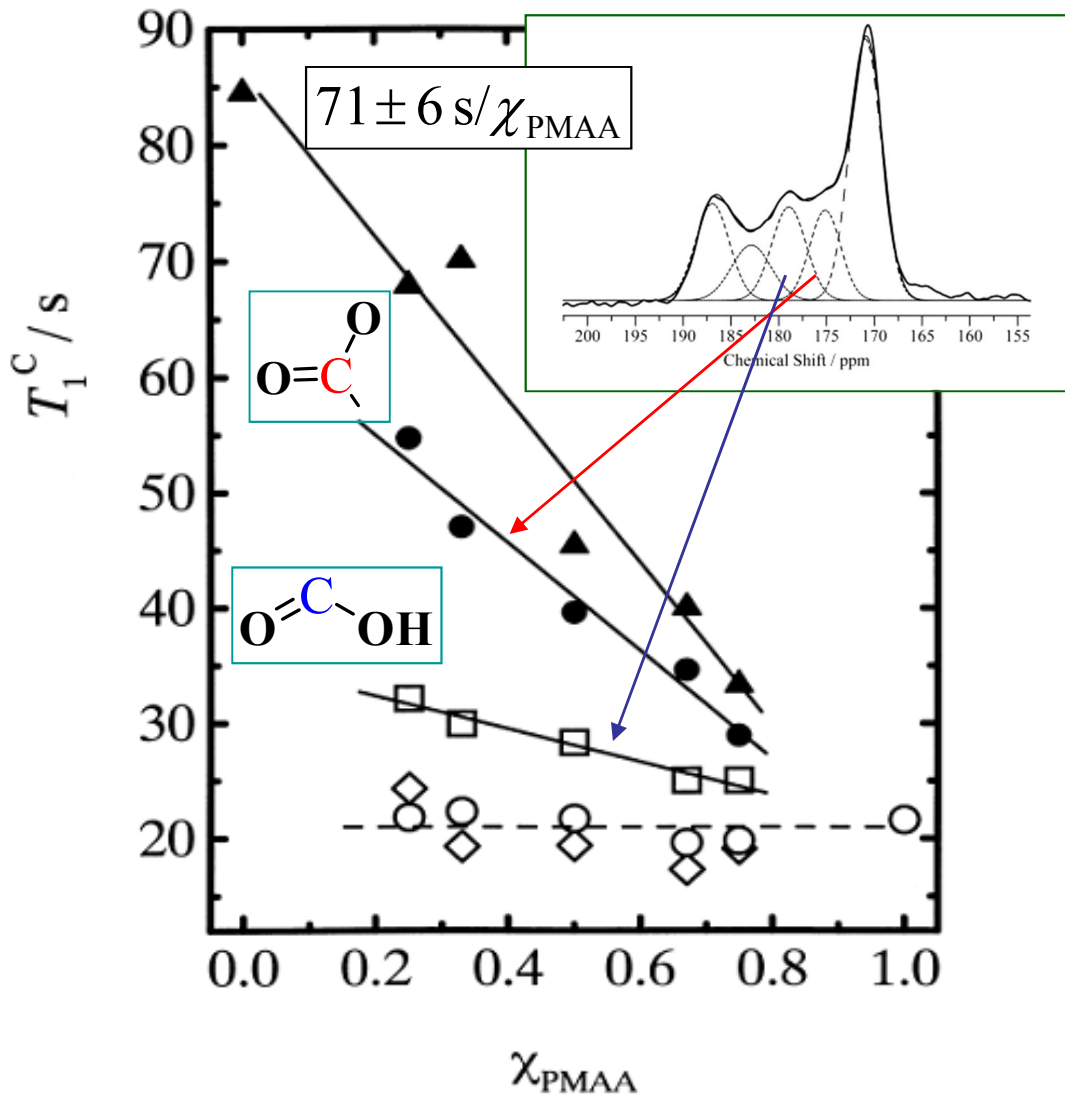 90
80
70
60
50
40
30
20
T₁ᶜ / s
71 ± 6 s/χPMAA
200 195 190 185 180 175 170 165 160 155
Chemical Shift / ppm
O
O=C
C
O OH
0.0 0.2 0.4 0.6 0.8 1.0
χPMAA